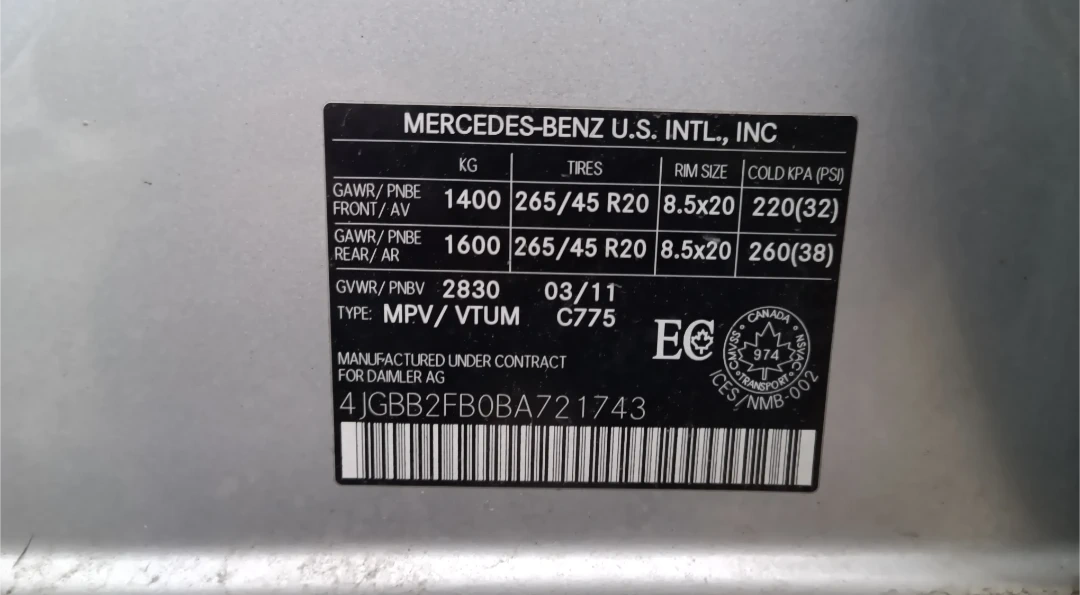 MERCEDES-BENZ U.S. INTL., INC
KG TIRES RIM SIZE COLD KPA (PSI)
GAWR/ PNBE
FRONT/ AV 1400 265/45 R20 8.5x20 220(32)
GAWR/ PNBE
REAR/ AR 1600 265/45 R20 8.5x20 260(38)
GVWR/ PNBV 2830 03/11
TYPE: MPV/ VTUM C775
EC
CANADA
CMVSS NSVAC
974
TRANSPORT
ICES/NMB-002
MANUFACTURED UNDER CONTRACT
FOR DAIMLER AG
4JGBB2FB0BA721743